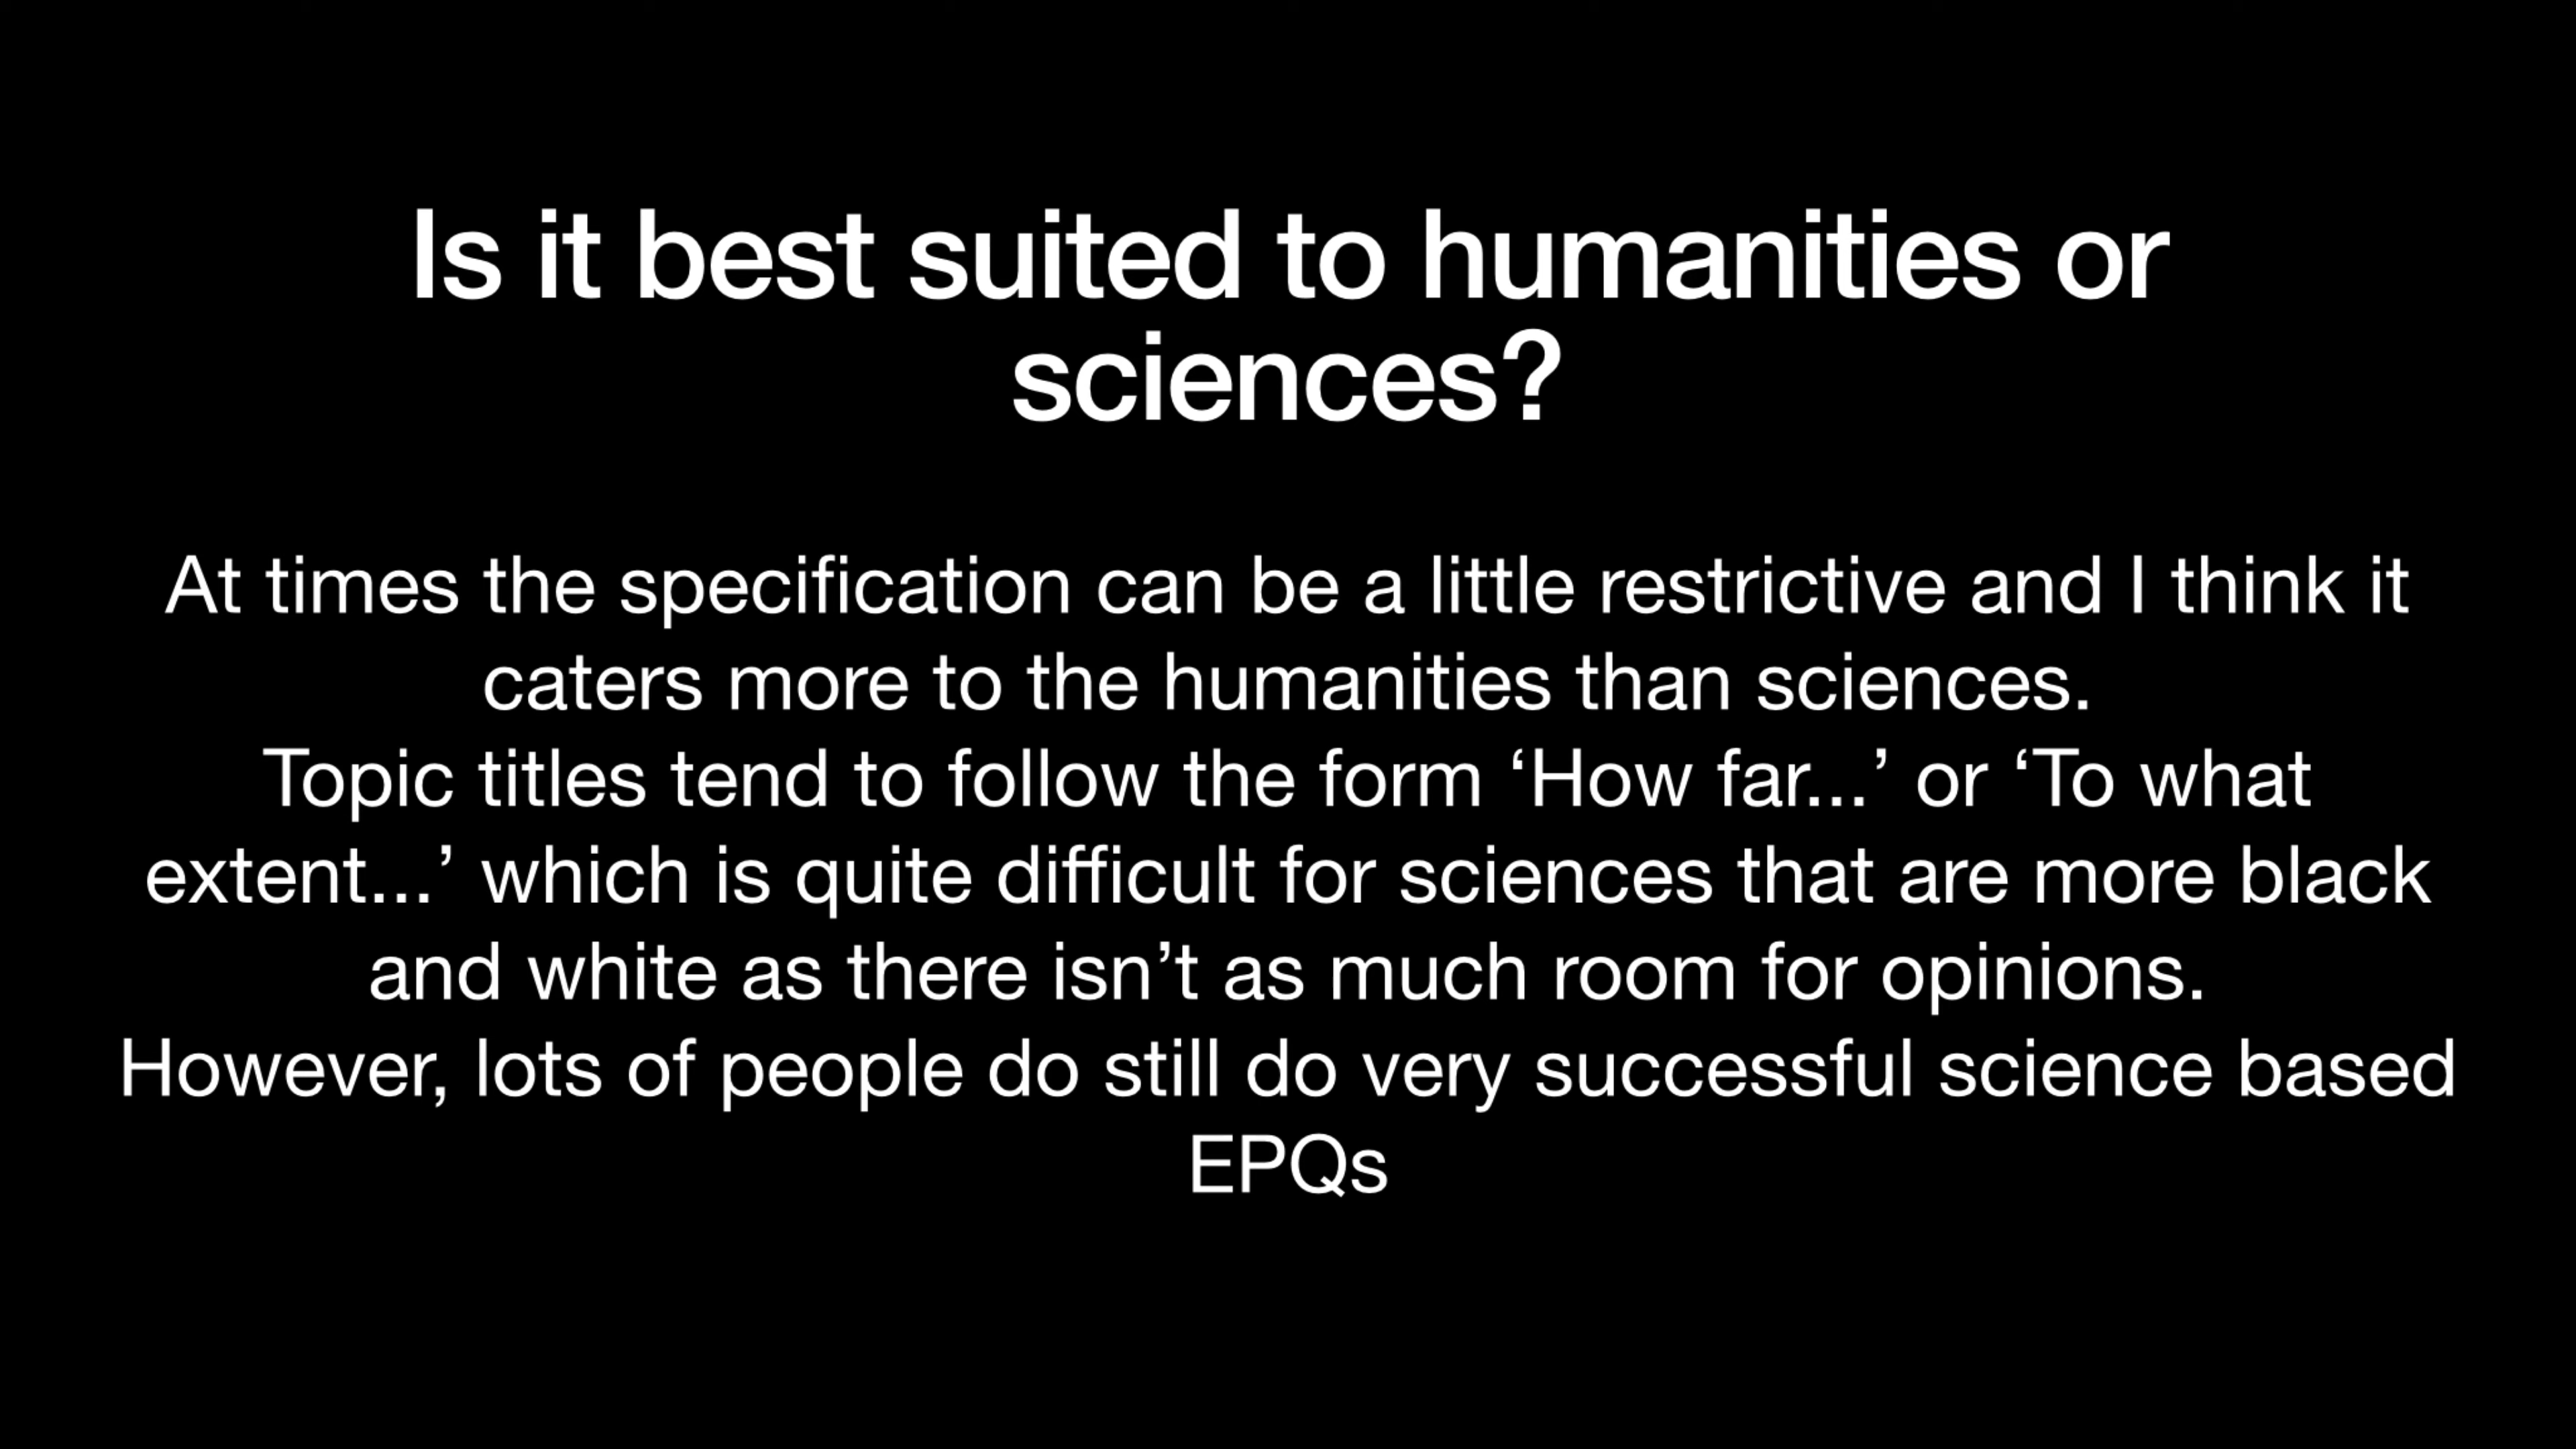 Is it best suited to humanities or
sciences?
At times the specification can be a little restrictive and I think it
caters more to the humanities than sciences.
Topic titles tend to follow the form ‘How far...’ or ‘To what
extent...’ which is quite difficult for sciences that are more black
and white as there isn’t as much room for opinions.
However, lots of people do still do very successful science based
EPQs